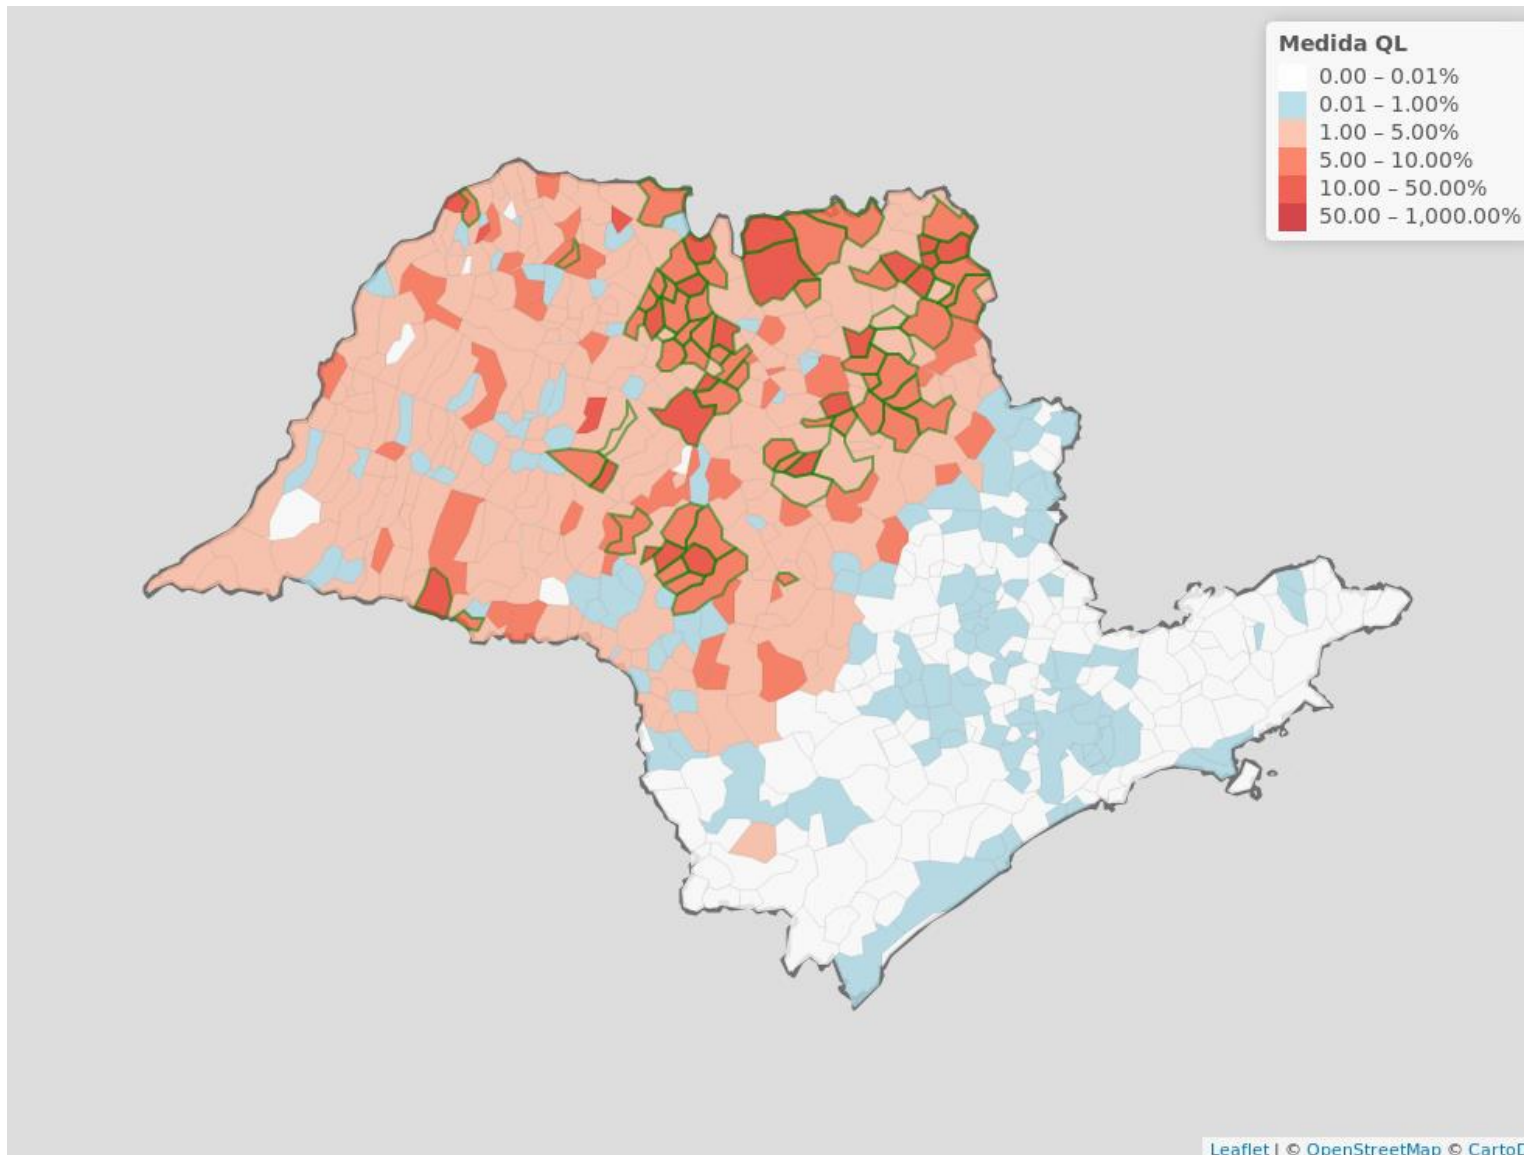 Medida QL
0.00 – 0.01%
0.01 – 1.00%
1.00 – 5.00%
5.00 – 10.00%
10.00 – 50.00%
50.00 – 1,000.00%
Leaflet | © OpenStreetMap © CartoD